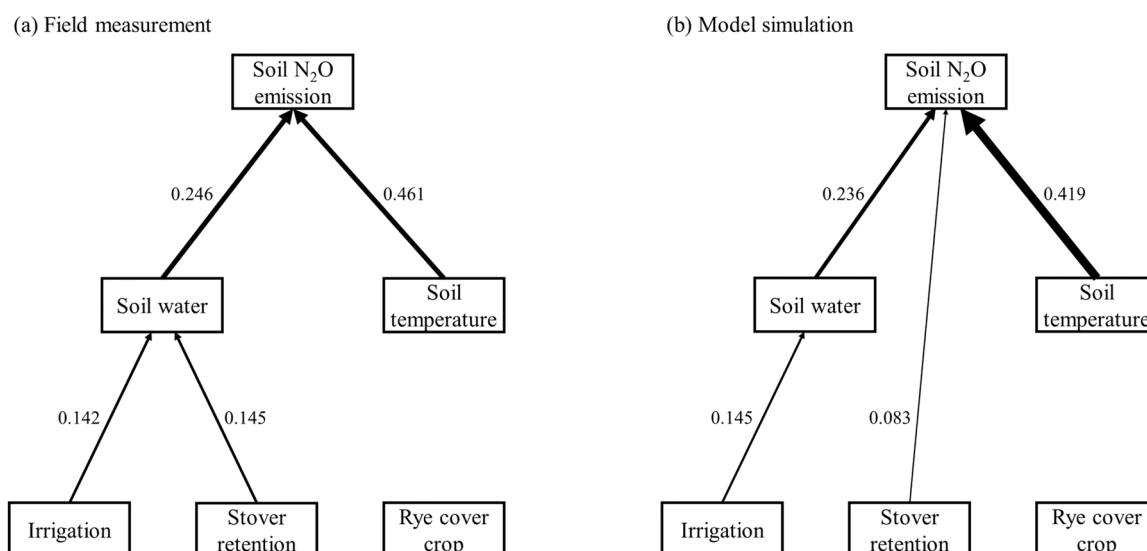 (a) Field measurement
Soil N₂O
emission
0.246
0.461
Soil water
Soil
temperature
0.142
0.145
Irrigation
Stover
retention
Rye cover
crop
(b) Model simulation
Soil N₂O
emission
0.236
0.419
Soil water
Soil
temperature
0.145
0.083
Irrigation
Stover
retention
Rye cover
crop